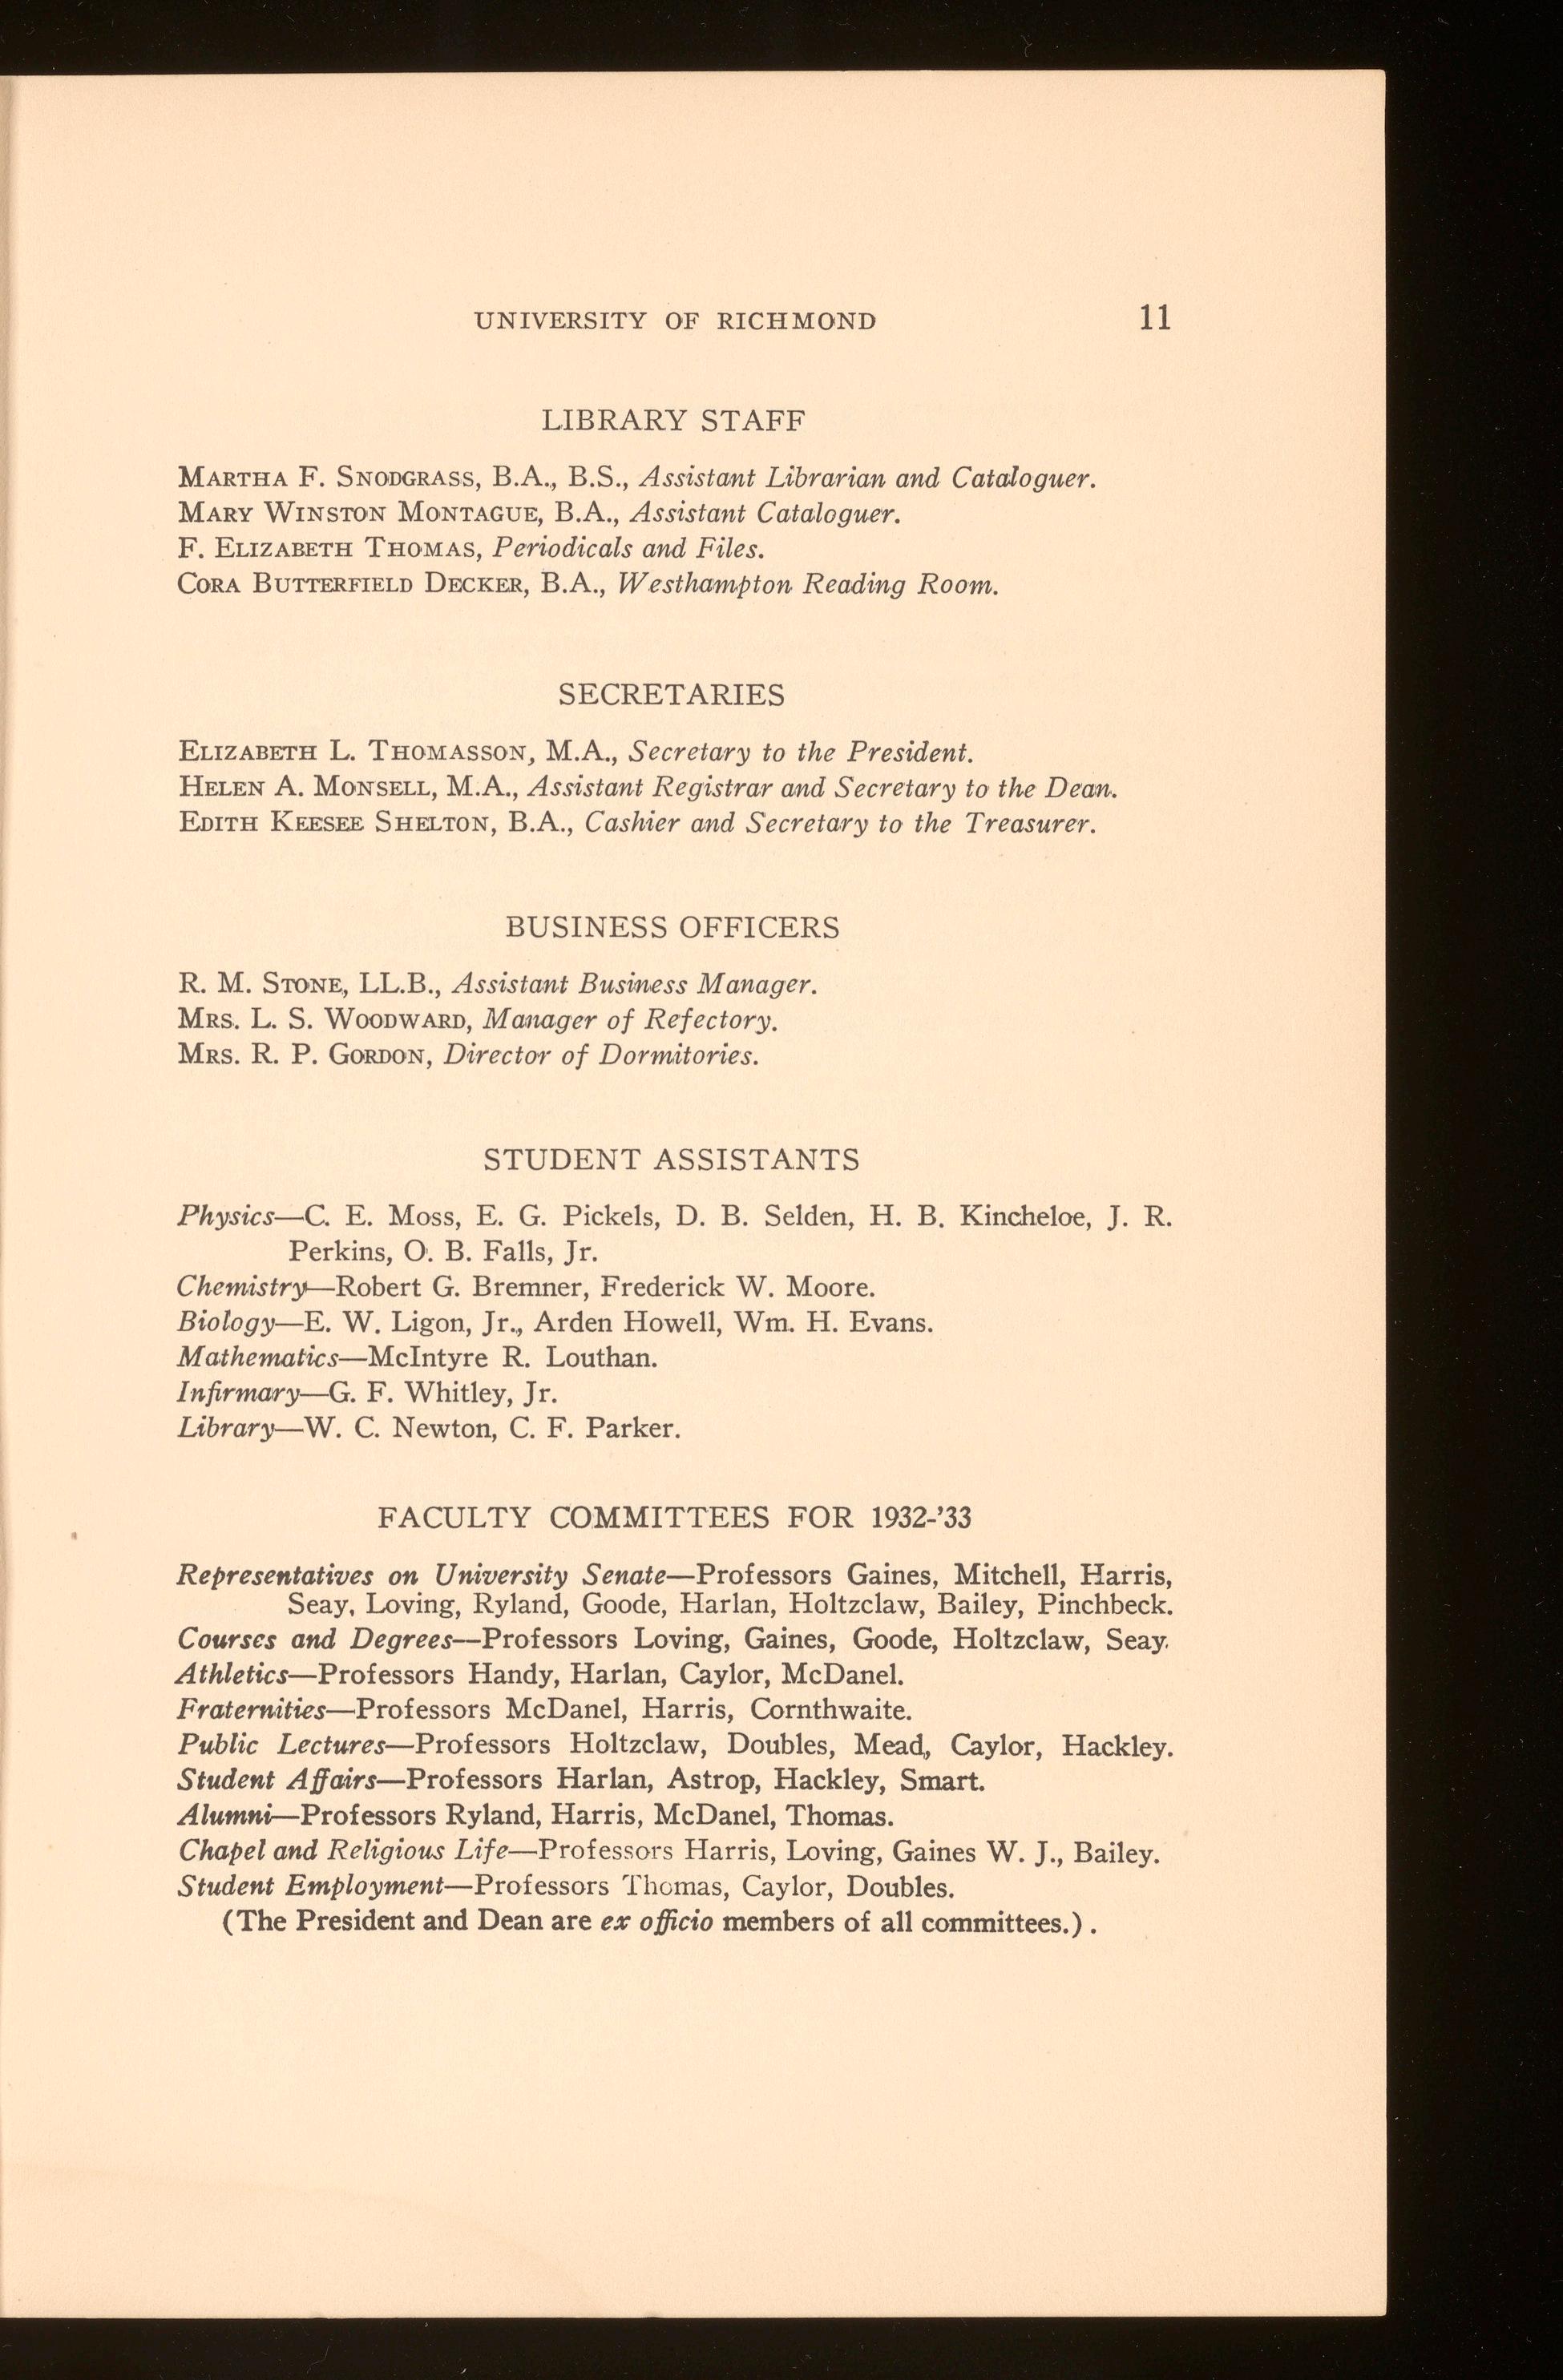 UNIVERSITY OF RICHMOND 11
LIBRARY STAFF
MARTHA F. SNODGRASS, B.A., B.S., Assistant Librarian and Cataloguer.
MARY WINSTON MONTAGUE, B.A., Assistant Cataloguer.
F. ELIZABETH THOMAS, Periodicals and Files.
CORA BUTTERFIELD DECKER, B.A., Westhampton Reading Room.
SECRETARIES
ELIZABETH L. THOMASSON, M.A., Secretary to the President.
HELEN A. MONSELL, M.A., Assistant Registrar and Secretary to the Dean.
EDITH KEESEE SHELTON, B.A., Cashier and Secretary to the Treasurer.
BUSINESS OFFICERS
R. M. STONE, LL.B., Assistant Business Manager.
MRS. L. S. WOODWARD, Manager of Refectory.
MRS. R. P. GORDON, Director of Dormitories.
STUDENT ASSISTANTS
Physics—C. E. Moss, E. G. Pickels, D. B. Selden, H. B. Kincheloe, J. R.
Perkins, O. B. Falls, Jr.
Chemistry—Robert G. Bremner, Frederick W. Moore.
Biology—E. W. Ligon, Jr., Arden Howell, Wm. H. Evans.
Mathematics—McIntyre R. Louthan.
Infirmary—G. F. Whitley, Jr.
Library—W. C. Newton, C. F. Parker.
FACULTY COMMITTEES FOR 1932-'33
Representatives on University Senate—Professors Gaines, Mitchell, Harris,
Seay, Loving, Ryland, Goode, Harlan, Holtzclaw, Bailey, Pinchbeck.
Courses and Degrees—Professors Loving, Gaines, Goode, Holtzclaw, Seay.
Athletics—Professors Handy, Harlan, Caylor, McDanel.
Fraternities—Professors McDanel, Harris, Cornthwaite.
Public Lectures—Professors Holtzclaw, Doubles, Mead, Caylor, Hackley.
Student Affairs—Professors Harlan, Astrop, Hackley, Smart.
Alumni—Professors Ryland, Harris, McDanel, Thomas.
Chapel and Religious Life—Professors Harris, Loving, Gaines W. J., Bailey.
Student Employment—Professors Thomas, Caylor, Doubles.
(The President and Dean are ex officio members of all committees.).